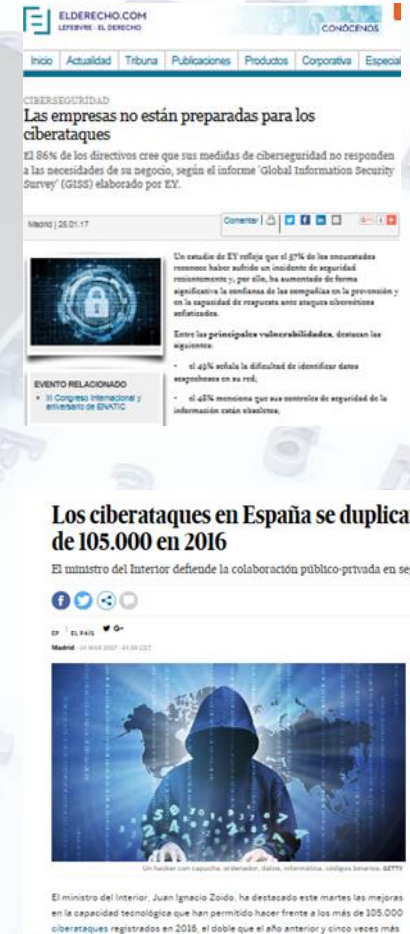 ELDERECHO.COM
LEFEBVRE - EL DERECHO
CONÓCENOS
Inicio Actualidad Tribuna Publicaciones Productos Corporativa Especial
CIBERSEGURIDAD
Las empresas no están preparadas para los
ciberataques
El 86% de los directivos cree que sus medidas de ciberseguridad no responden
a las necesidades de su negocio, según el informe 'Global Information Security
Survey' (GISS) elaborado por EY.
Madrid | 25.01.17
Comentar |
Un estudio de EY refleja que el 57% de los encuestados
reconoce haber sufrido un incidente de seguridad
recientemente y, por ello, ha aumentado de forma
significativa la confianza de las compañías en la prevención y
en la capacidad de respuesta ante ataques cibernéticos
sofisticados.
Entre las principales vulnerabilidades, destacan las
siguientes:
- el 49% señala la dificultad de identificar datos
sospechosos en su red;
- el 48% menciona que sus controles de seguridad de la
información están obsoletos;
EVENTO RELACIONADO
III Congreso Internacional y
aniversario de ENATIC
Los ciberataques en España se duplica
de 105.000 en 2016
El ministro del Interior defiende la colaboración público-privada en se
EP EL PAÍS G+
Madrid
Un hacker con capucha, ordenador, datos, informática, códigos binarios. GETTY
El ministro del Interior, Juan Ignacio Zoido, ha destacado este martes las mejoras
en la capacidad tecnológica que han permitido hacer frente a los más de 105.000
ciberataques registrados en 2016, el doble que el año anterior y cinco veces más